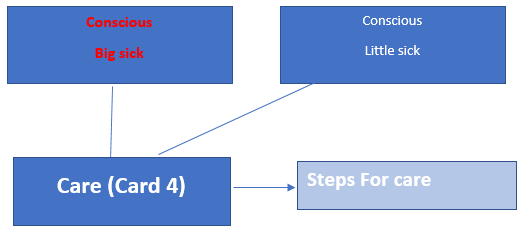 Conscious
Big sick
Conscious
Little sick
Care (Card 4)
Steps For care